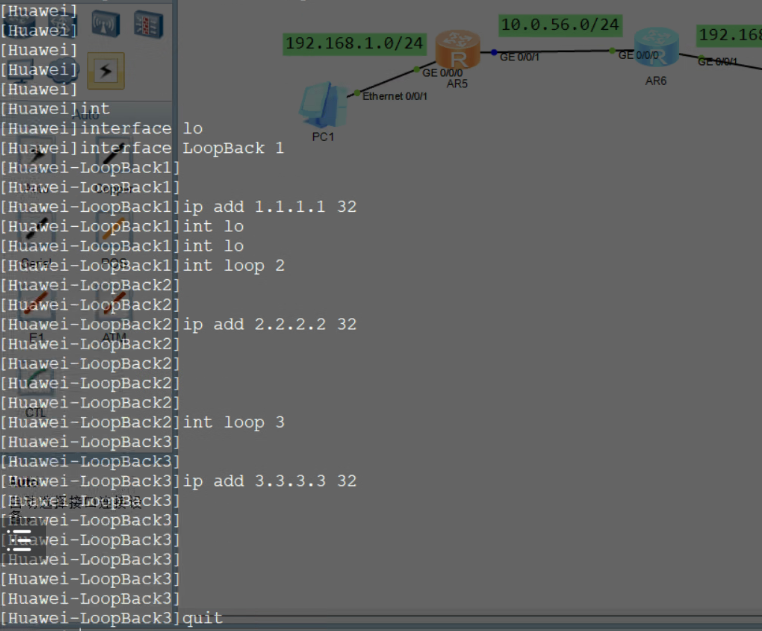 [Huawei]
[Huawei]
[Huawei]
[Huawei]
[Huawei]
[Huawei]int
[Huawei]interface lo
[Huawei]interface LoopBack 1
[Huawei-LoopBack1]
[Huawei-LoopBack1]
[Huawei-LoopBack1]ip add 1.1.1.1 32
[Huawei-LoopBack1]int lo
[Huawei-LoopBack1]int lo
[Huawei-LoopBack1]int loop 2
[Huawei-LoopBack2]
[Huawei-LoopBack2]
[Huawei-LoopBack2]ip add 2.2.2.2 32
[Huawei-LoopBack2]
[Huawei-LoopBack2]
[Huawei-LoopBack2]
[Huawei-LoopBack2]
[Huawei-LoopBack2]int loop 3
[Huawei-LoopBack3]
[Huawei-LoopBack3]
[Huawei-LoopBack3]ip add 3.3.3.3 32
[Huawei-LoopBack3]
[Huawei-LoopBack3]
[Huawei-LoopBack3]
[Huawei-LoopBack3]
[Huawei-LoopBack3]
[Huawei-LoopBack3]
[Huawei-LoopBack3]quit
192.168.1.0/24
10.0.56.0/24
192.168
GE 0/0/0
AR5
GE 0/0/1
GE 0/0/0
AR6
GE 0/0/1
Ethernet 0/0/1
PC1
Auto
E1
ATM
CTL